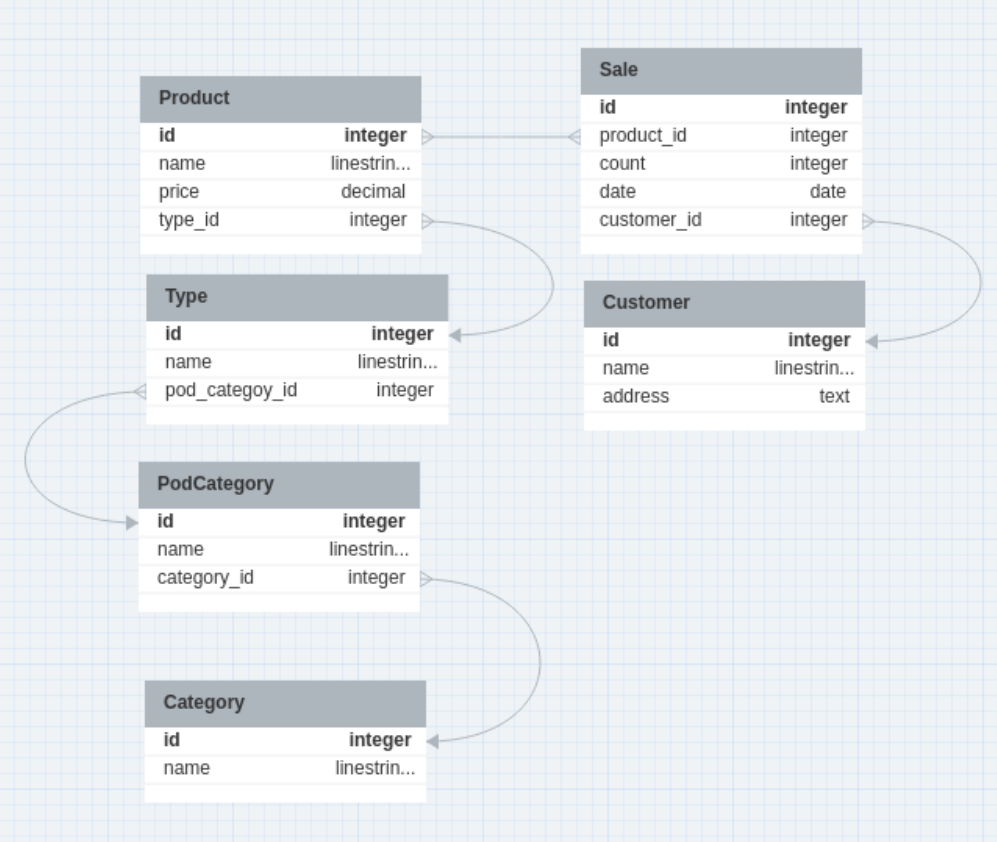 Product
id integer
name linestrin...
price decimal
type_id integer
Sale
id integer
product_id integer
count integer
date date
customer_id integer
Type
id integer
name linestrin...
pod_categoy_id integer
Customer
id integer
name linestrin...
address text
PodCategory
id integer
name linestrin...
category_id integer
Category
id integer
name linestrin...